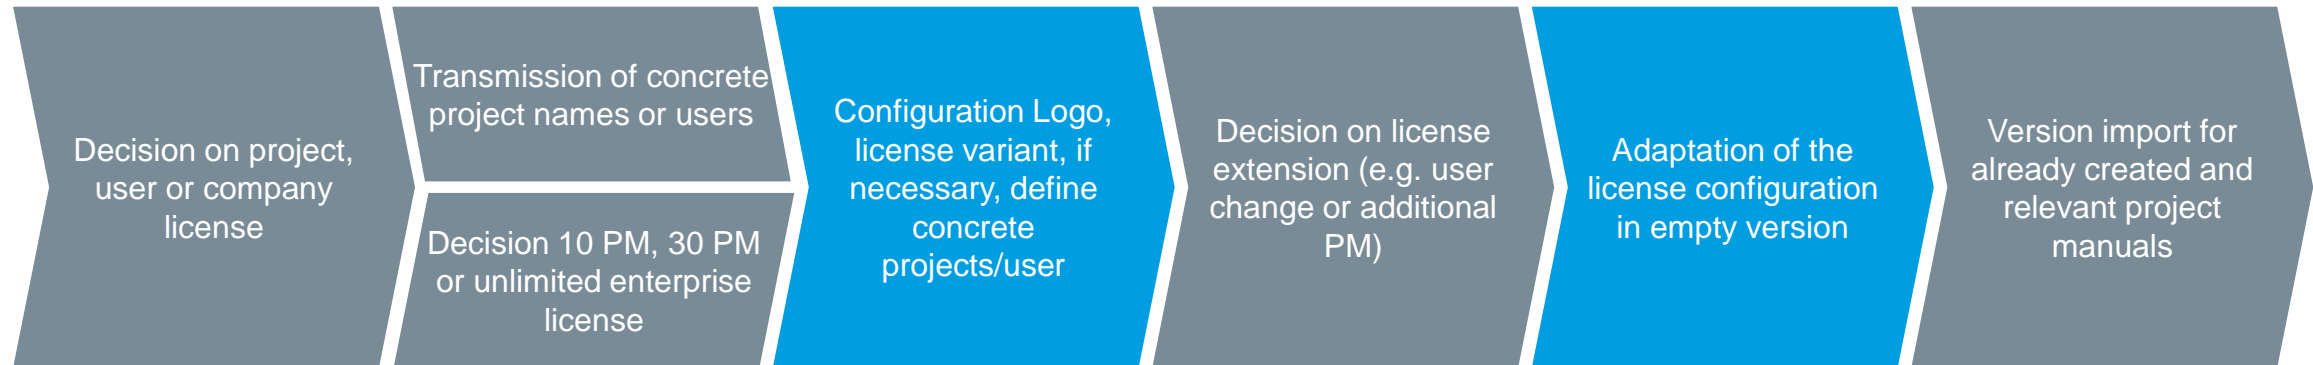 Decision on project,
user or company
license
Transmission of concrete
project names or users
Decision 10 PM, 30 PM
or unlimited enterprise
license
Configuration Logo,
license variant, if
necessary, define
concrete
projects/user
Decision on license
extension (e.g. user
change or additional
PM)
Adaptation of the
license configuration
in empty version
Version import for
already created and
relevant project
manuals